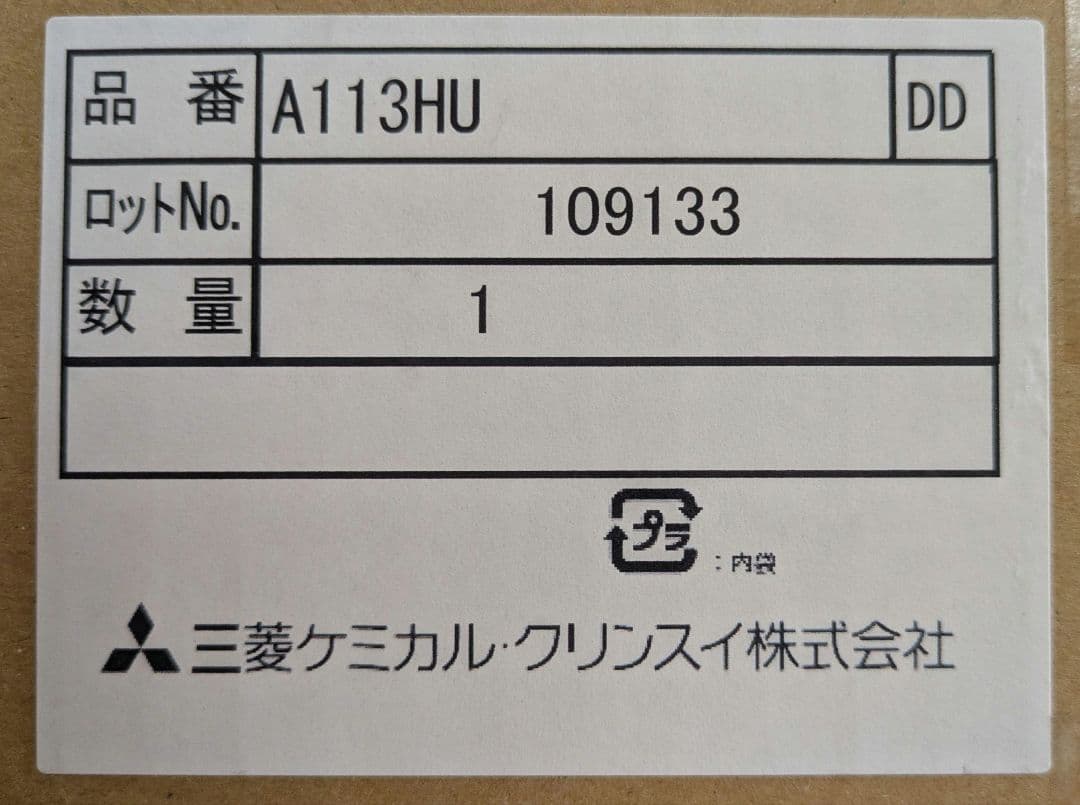 品 番 A113HU DD
ロットNo. 109133
数 量 1
プラ
：内袋
三菱ケミカル・クリンスイ株式会社